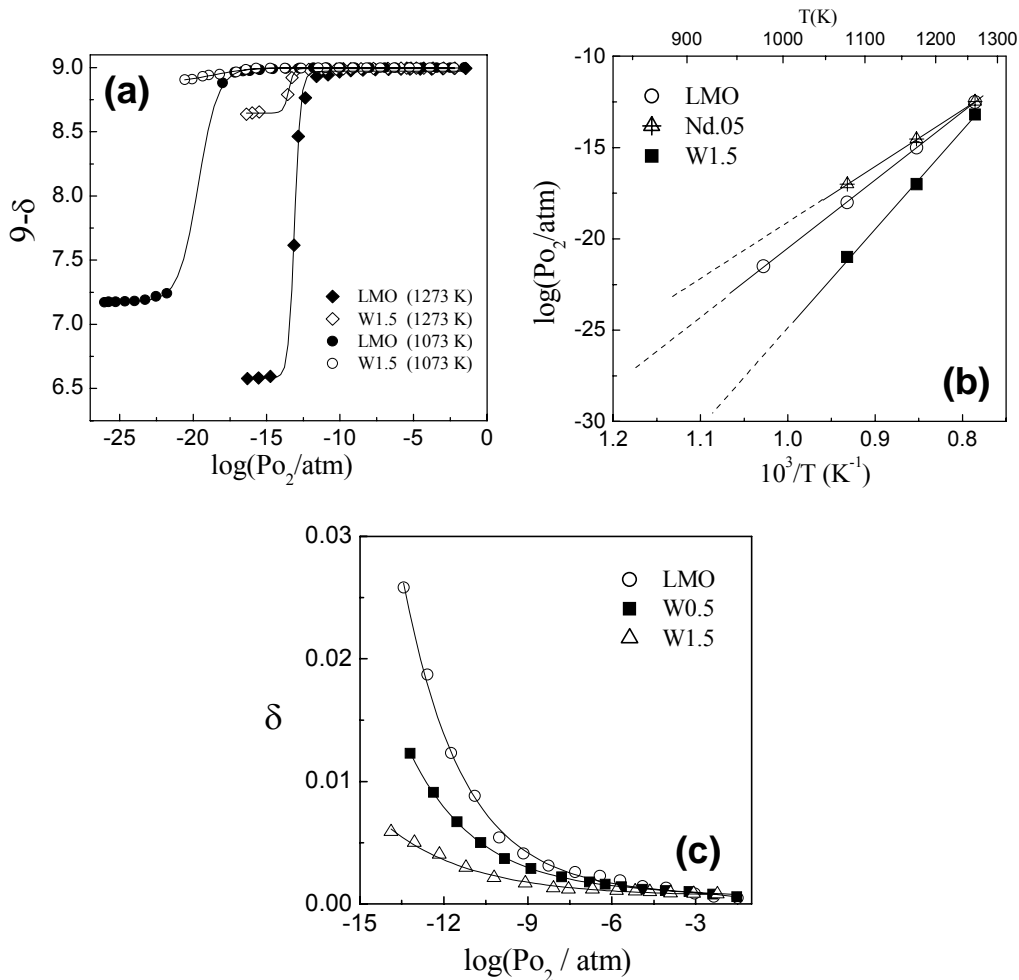 (a)
9.0
8.5
8.0
7.5
7.0
6.5
9-δ
LMO (1273 K)
W1.5 (1273 K)
LMO (1073 K)
W1.5 (1073 K)
-25 -20 -15 -10 -5 0
log(Po2/atm)
T(K)
900 1000 1100 1200 1300
-10
-15
-20
-25
-30
log(Po2/atm)
LMO
Nd.05
W1.5
(b)
1.2 1.1 1.0 0.9 0.8
10³/T (K⁻¹)
0.03
0.02
0.01
0.00
δ
LMO
W0.5
W1.5
(c)
-15 -12 -9 -6 -3
log(Po2 / atm)